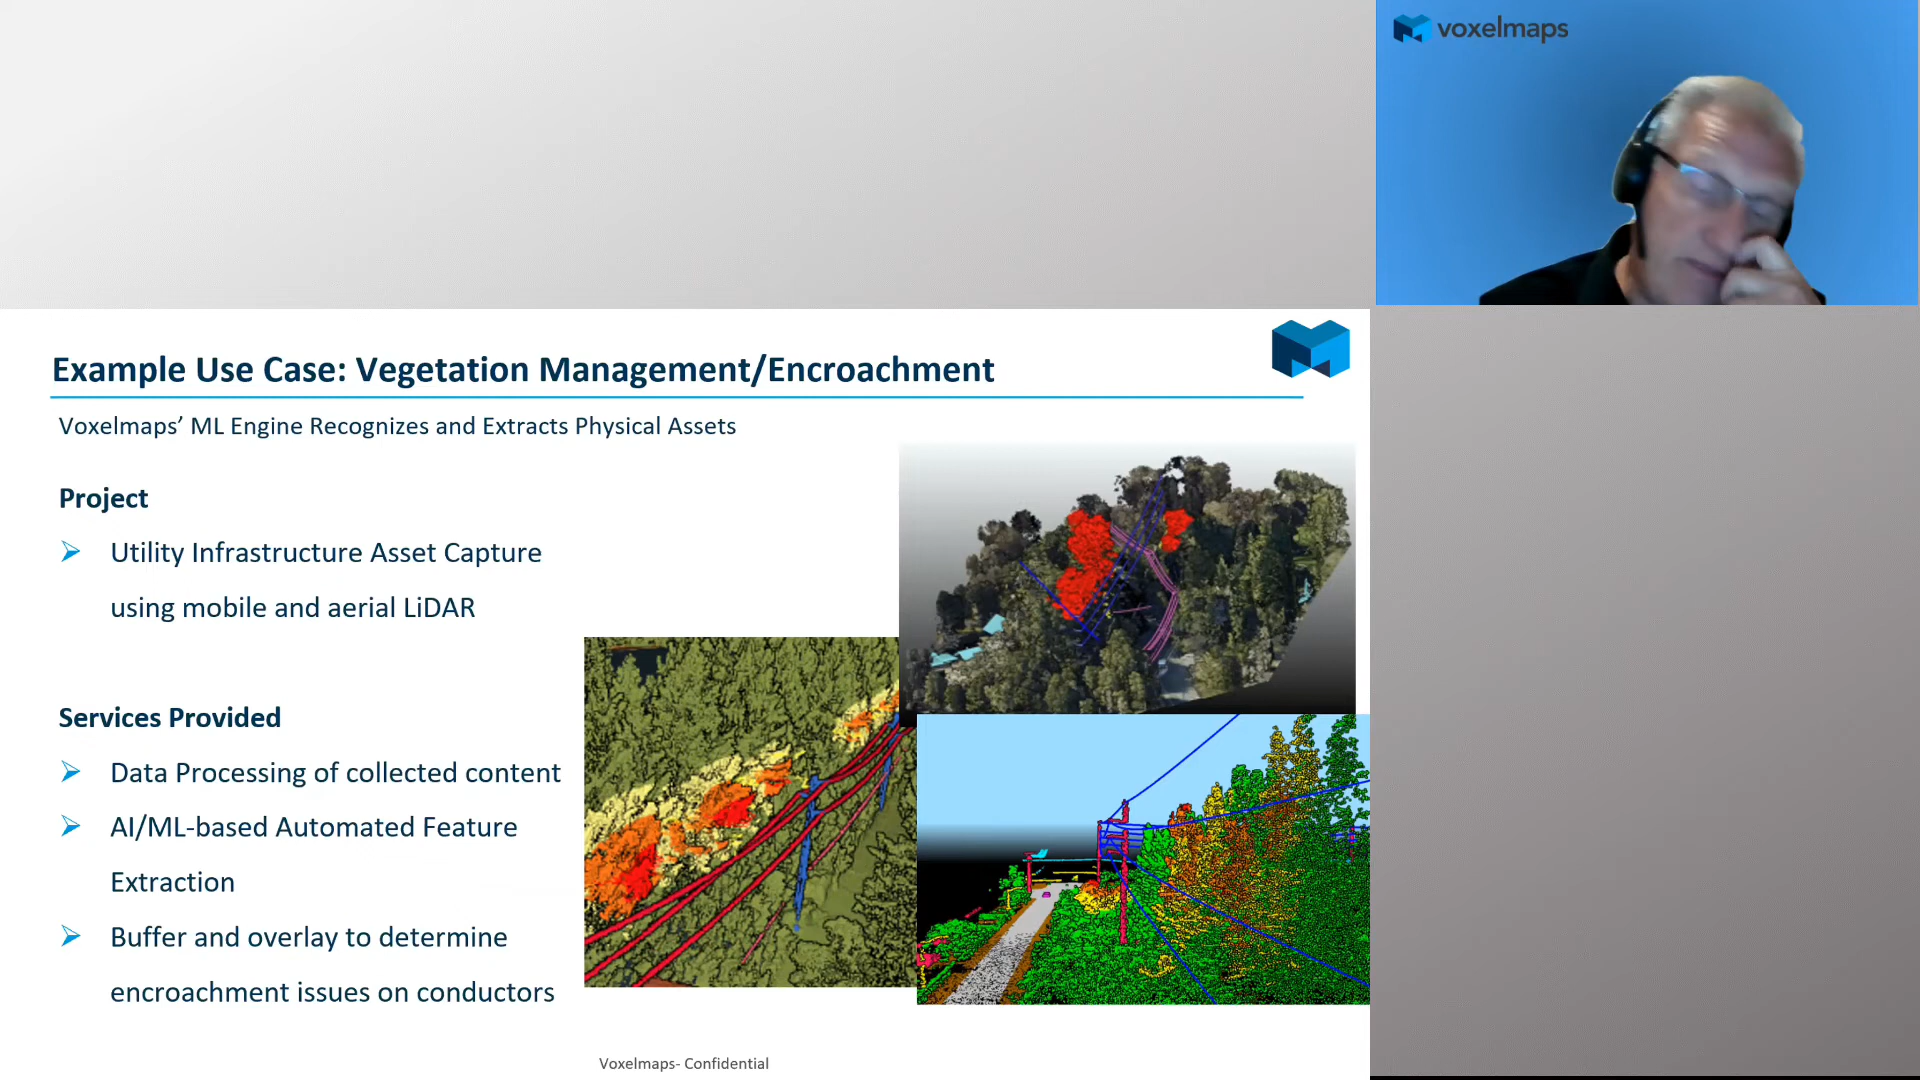 voxelmaps
Example Use Case: Vegetation Management/Encroachment
Voxelmaps’ ML Engine Recognizes and Extracts Physical Assets
Project
Utility Infrastructure Asset Capture
using mobile and aerial LiDAR
Services Provided
Data Processing of collected content
AI/ML-based Automated Feature
Extraction
Buffer and overlay to determine
encroachment issues on conductors
Voxelmaps- Confidential